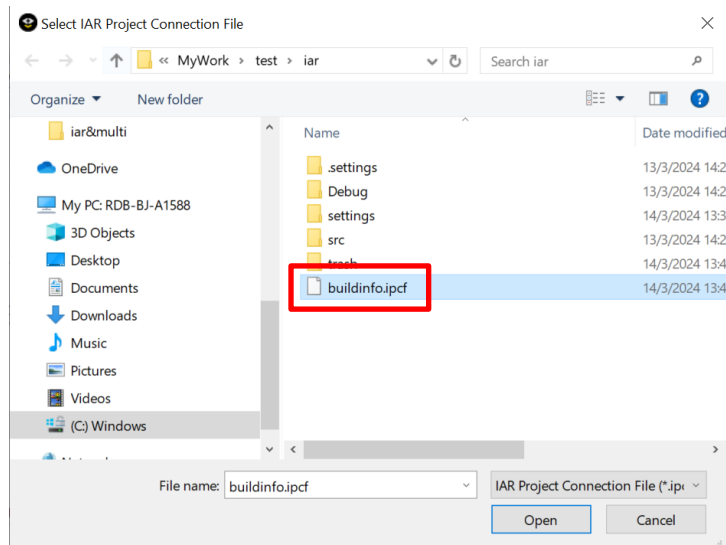 Select IAR Project Connection File
« MyWork › test › iar
Search iar
Organize
New folder
?
iar&multi
OneDrive
My PC: RDB-BJ-A1588
3D Objects
Desktop
Documents
Downloads
Music
Pictures
Videos
(C:) Windows
Name
Date modified
.settings
13/3/2024 14:2
Debug
13/3/2024 14:2
settings
14/3/2024 13:3
src
13/3/2024 14:2
trash
14/3/2024 13:4
buildinfo.ipcf
14/3/2024 13:4
File name:
buildinfo.ipcf
IAR Project Connection File (*.ipc
Open
Cancel